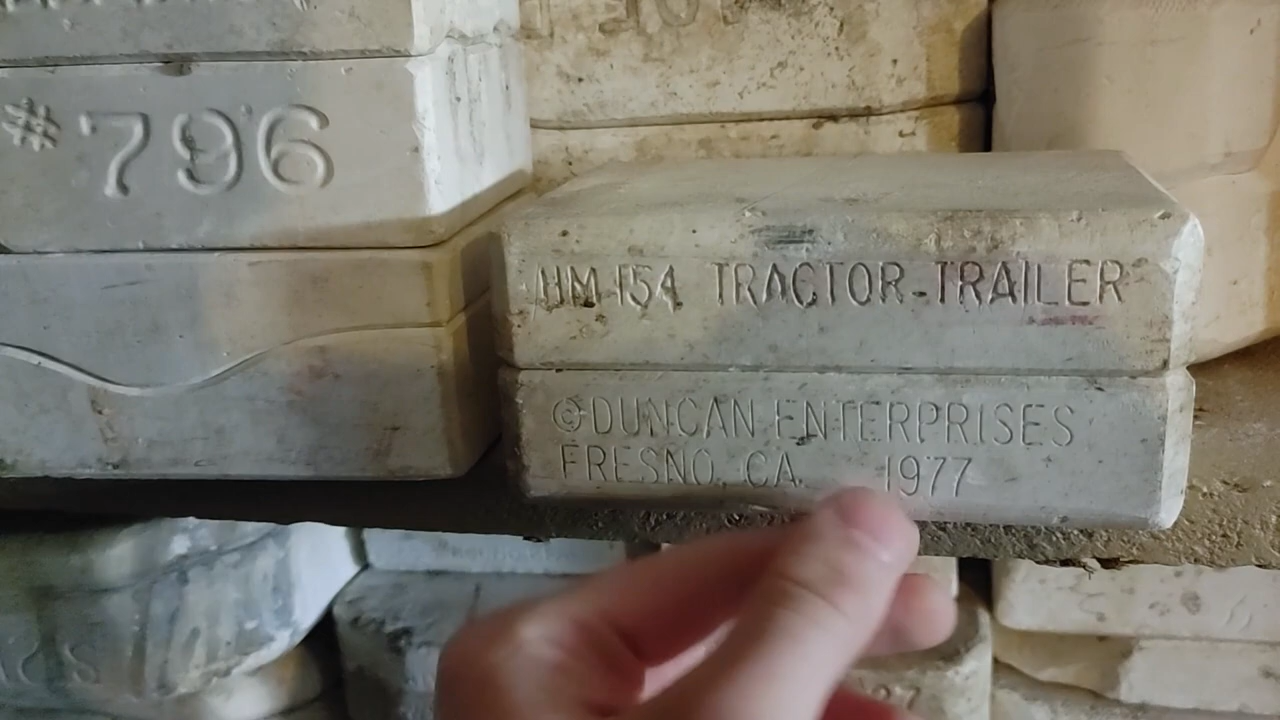 #796
HM 154 TRACTOR-TRAILER
©DUNCAN ENTERPRISES
FRESNO, CA. 1977